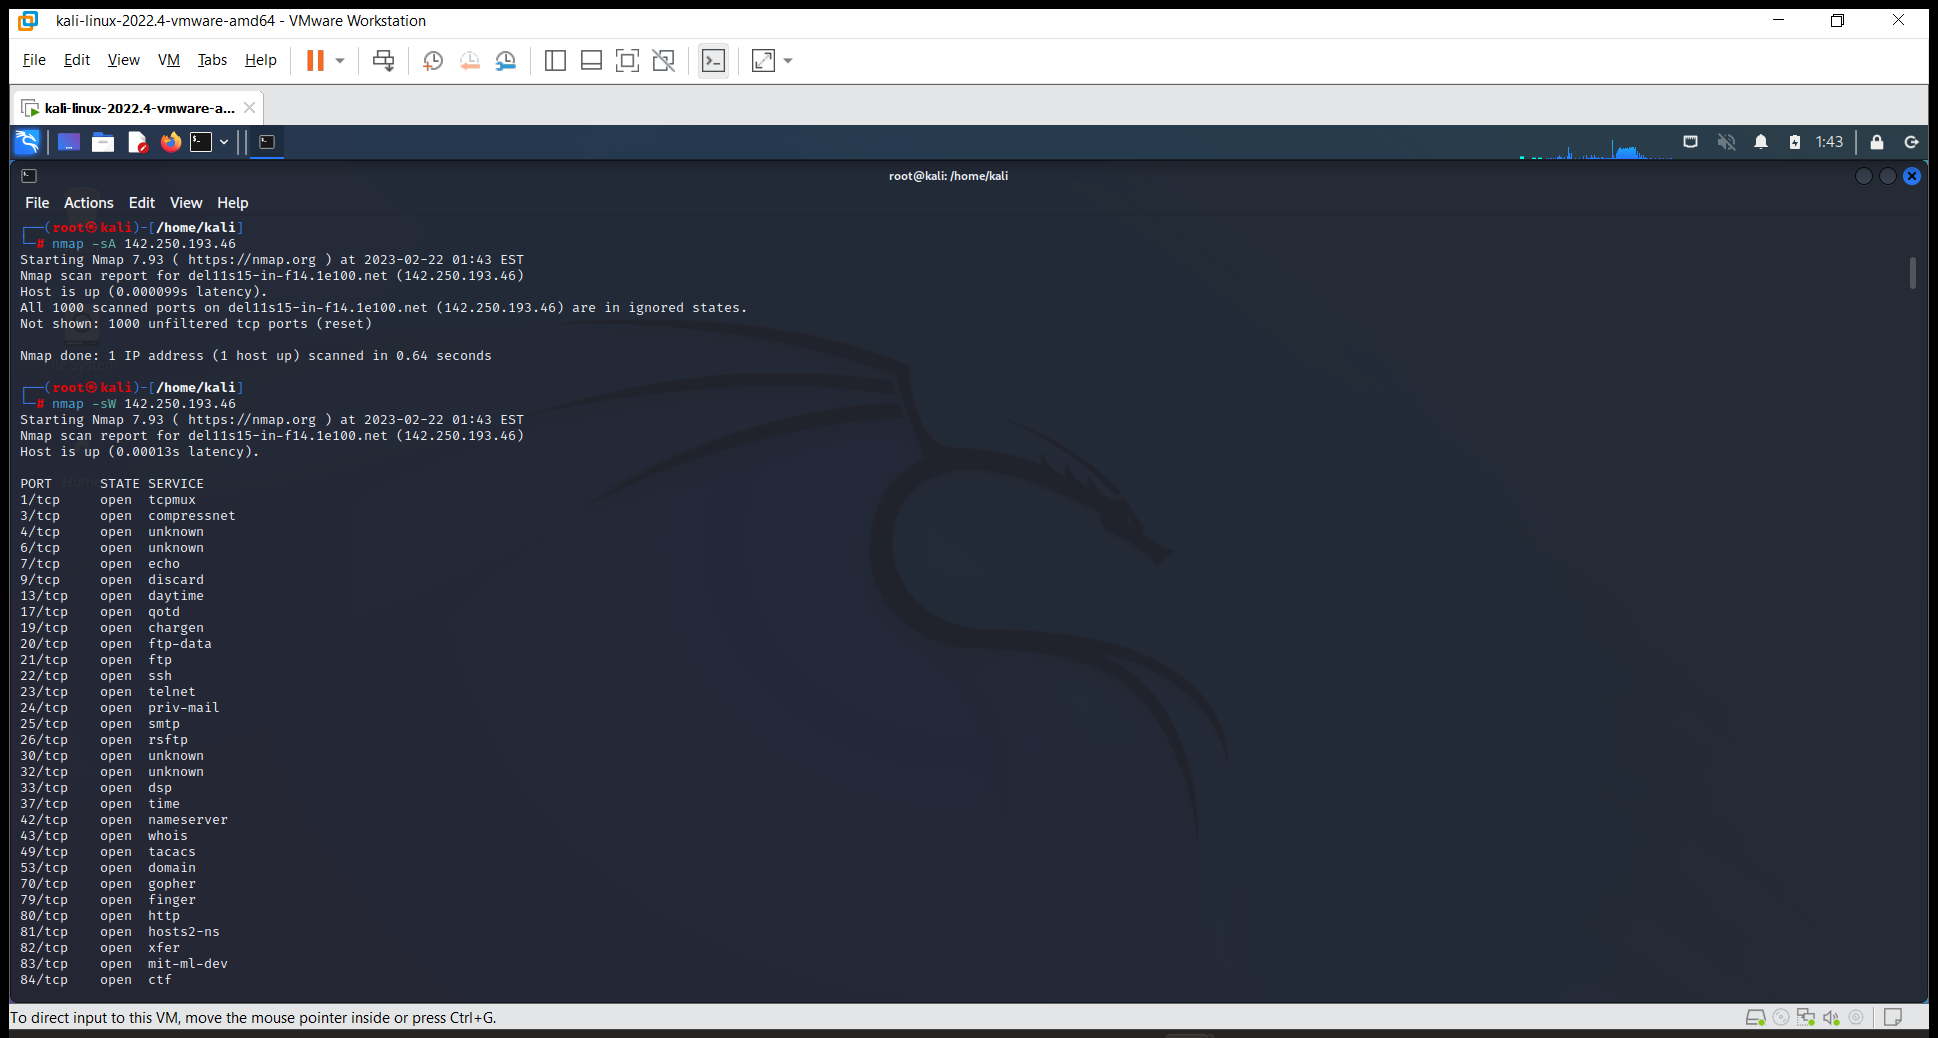 kali-linux-2022.4-vmware-amd64 - VMware Workstation
File Edit View VM Tabs Help
kali-linux-2022.4-vmware-a...
1:43
root@kali: /home/kali
File Actions Edit View Help
┌──(root㉿kali)-[/home/kali]
└─# nmap -sA 142.250.193.46
Starting Nmap 7.93 ( https://nmap.org ) at 2023-02-22 01:43 EST
Nmap scan report for del11s15-in-f14.1e100.net (142.250.193.46)
Host is up (0.000099s latency).
All 1000 scanned ports on del11s15-in-f14.1e100.net (142.250.193.46) are in ignored states.
Not shown: 1000 unfiltered tcp ports (reset)
Nmap done: 1 IP address (1 host up) scanned in 0.64 seconds
┌──(root㉿kali)-[/home/kali]
└─# nmap -sW 142.250.193.46
Starting Nmap 7.93 ( https://nmap.org ) at 2023-02-22 01:43 EST
Nmap scan report for del11s15-in-f14.1e100.net (142.250.193.46)
Host is up (0.00013s latency).
PORT STATE SERVICE
1/tcp open tcpmux
3/tcp open compressnet
4/tcp open unknown
6/tcp open unknown
7/tcp open echo
9/tcp open discard
13/tcp open daytime
17/tcp open qotd
19/tcp open chargen
20/tcp open ftp-data
21/tcp open ftp
22/tcp open ssh
23/tcp open telnet
24/tcp open priv-mail
25/tcp open smtp
26/tcp open rsftp
30/tcp open unknown
32/tcp open unknown
33/tcp open dsp
37/tcp open time
42/tcp open nameserver
43/tcp open whois
49/tcp open tacacs
53/tcp open domain
70/tcp open gopher
79/tcp open finger
80/tcp open http
81/tcp open hosts2-ns
82/tcp open xfer
83/tcp open mit-ml-dev
84/tcp open ctf
To direct input to this VM, move the mouse pointer inside or press Ctrl+G.